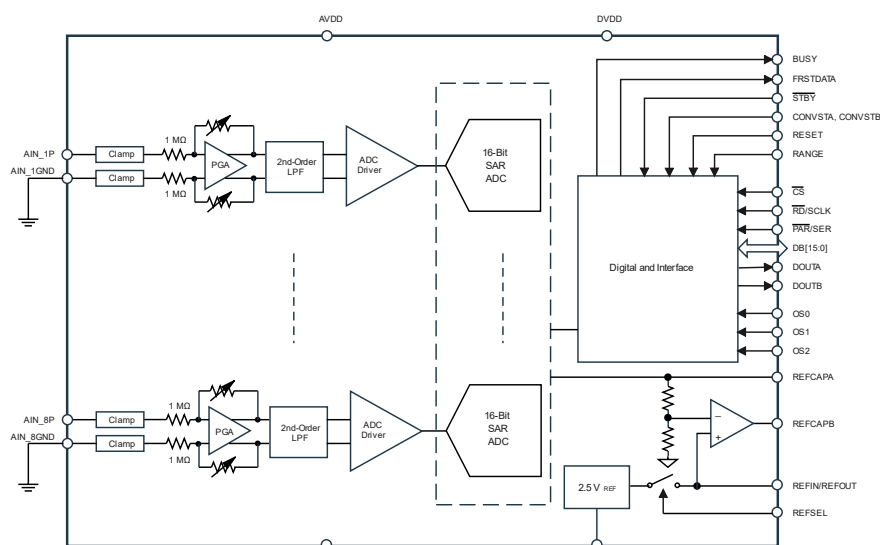 AVDD
DVDD
BUSY
FRSTDATA
STBY
CONVSTA, CONVSTB
RESET
RANGE
CS
RD/SCLK
PAR/SER
DB[15:0]
DOUTA
DOUTB
OS0
OS1
OS2
REFCAPA
REFCAPB
REFIN/REFOUT
REFSEL
AIN_1P
AIN_1GND
Clamp
Clamp
1 MΩ
1 MΩ
PGA
2nd-Order
LPF
ADC
Driver
16-Bit
SAR
ADC
Digital and Interface
AIN_8P
AIN_8GND
Clamp
Clamp
1 MΩ
1 MΩ
PGA
2nd-Order
LPF
ADC
Driver
16-Bit
SAR
ADC
2.5 V REF
−
+